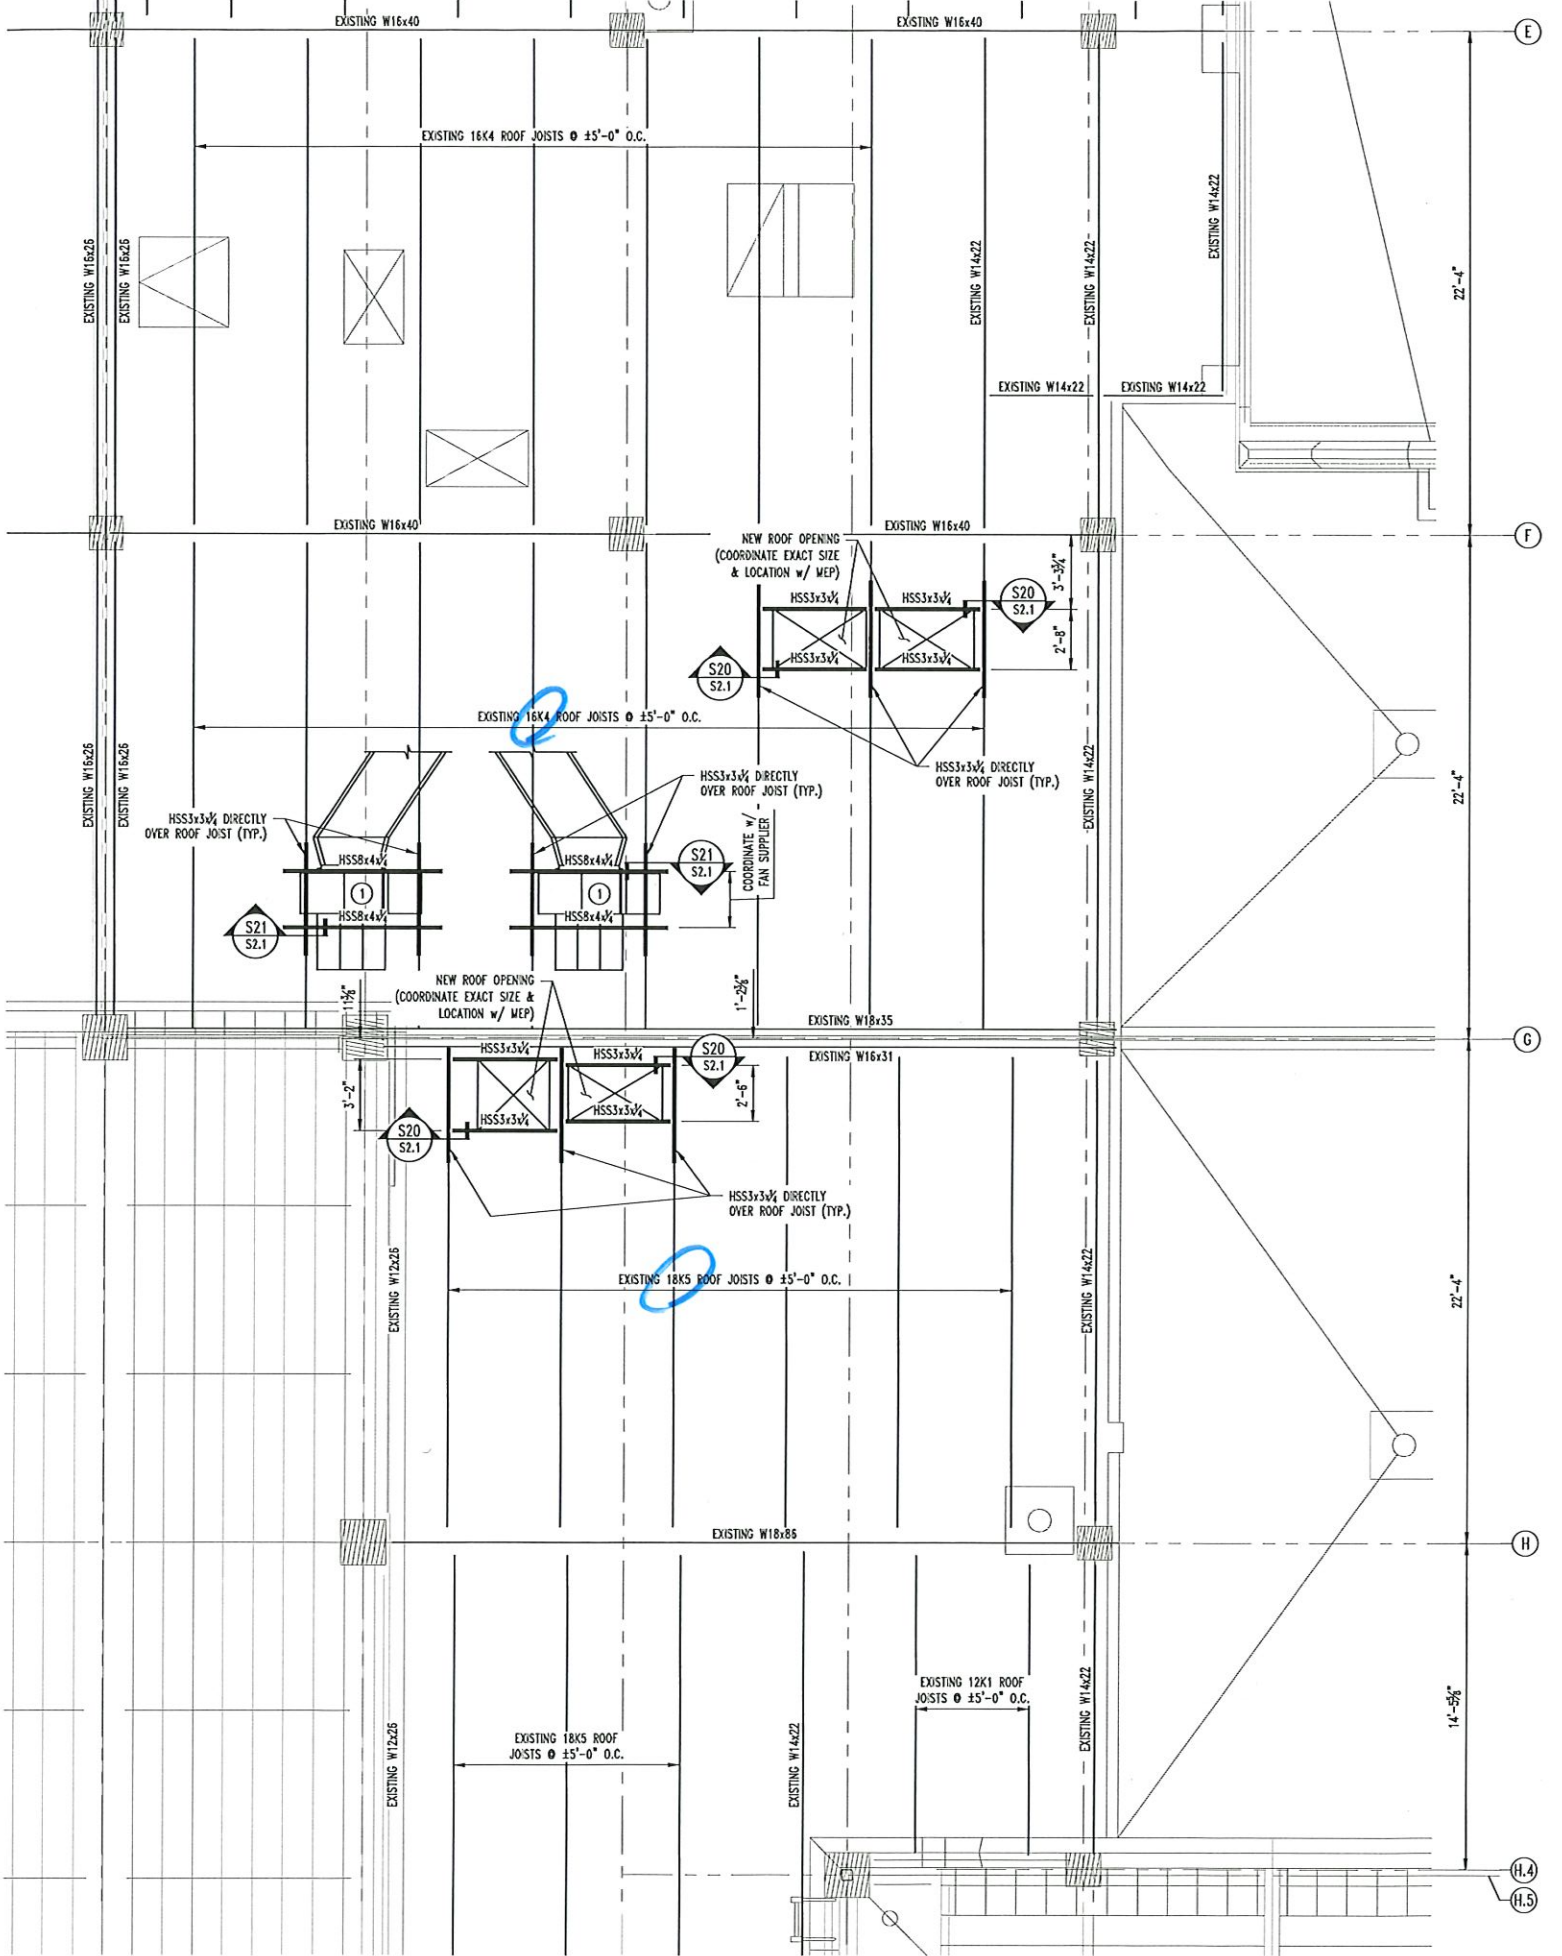 EXISTING W16x40
EXISTING W16x40
E
EXISTING 16K4 ROOF JOISTS @ ±5'-0" O.C.
EXISTING W16x26
EXISTING W16x26
EXISTING W14x22
EXISTING W14x22
EXISTING W14x22
22'-4"
EXISTING W14x22
EXISTING W14x22
EXISTING W16x40
EXISTING W16x40
F
NEW ROOF OPENING
(COORDINATE EXACT SIZE
& LOCATION w/ MEP)
3'-3¾"
HSS3x3x¼
HSS3x3x¼
S20
S2.1
2'-8"
HSS3x3x¼
HSS3x3x¼
S20
S2.1
EXISTING 16K4 ROOF JOISTS @ ±5'-0" O.C.
EXISTING W16x26
EXISTING W16x26
EXISTING W14x22
22'-4"
HSS3x3x¼ DIRECTLY
OVER ROOF JOIST (TYP.)
HSS3x3x¼ DIRECTLY
OVER ROOF JOIST (TYP.)
HSS3x3x¼ DIRECTLY
OVER ROOF JOIST (TYP.)
COORDINATE w/
FAN SUPPLIER
HSS8x4x¼
HSS8x4x¼
S21
S2.1
1
1
HSS8x4x¼
HSS8x4x¼
S21
S2.1
NEW ROOF OPENING
(COORDINATE EXACT SIZE &
LOCATION w/ MEP)
EXISTING W18x35
G
HSS3x3x¼
HSS3x3x¼
S20
S2.1
EXISTING W16x31
3'-2"
2'-6"
HSS3x3x¼
HSS3x3x¼
S20
S2.1
HSS3x3x¼ DIRECTLY
OVER ROOF JOIST (TYP.)
EXISTING W12x26
EXISTING 18K5 ROOF JOISTS @ ±5'-0" O.C.
EXISTING W14x22
22'-4"
EXISTING W18x86
H
EXISTING 12K1 ROOF
JOISTS @ ±5'-0" O.C.
EXISTING W14x22
EXISTING 18K5 ROOF
JOISTS @ ±5'-0" O.C.
EXISTING W12x26
EXISTING W14x22
H.4
H.5